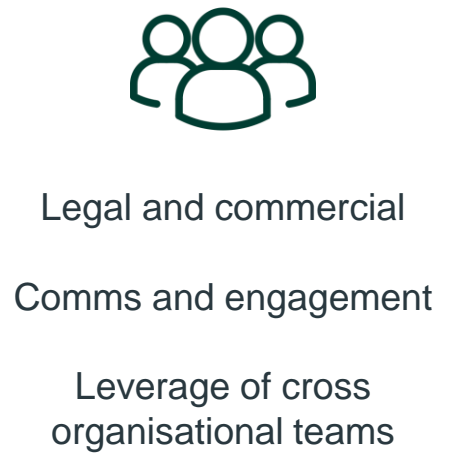 Legal and commercial
Comms and engagement
Leverage of cross
organisational teams